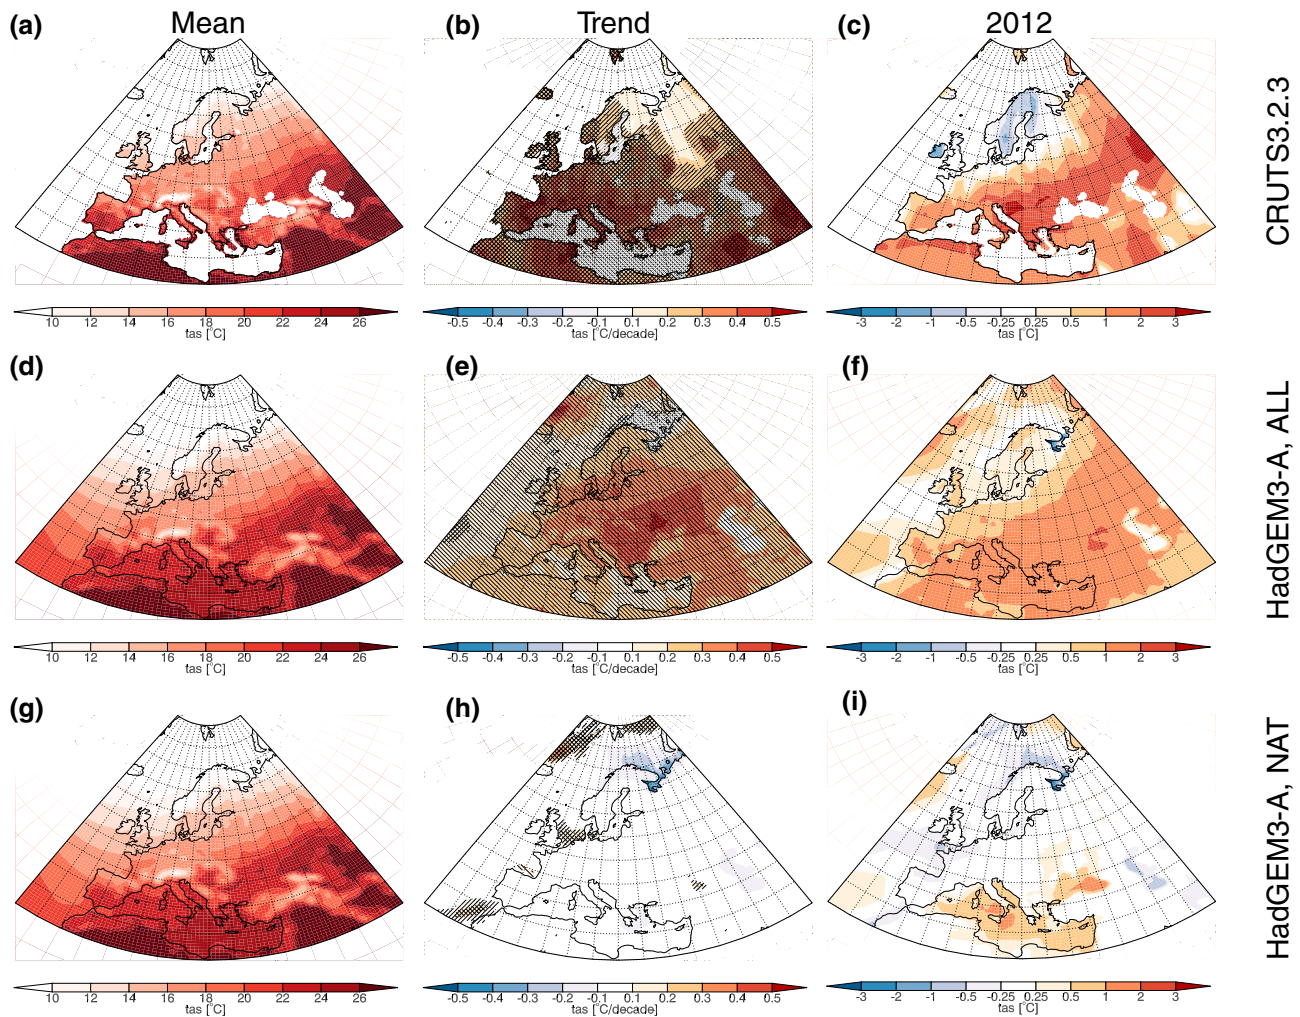 (a) Mean
(b) Trend
(c) 2012
CRUTS3.2.3
10 12 14 16 18 20 22 24 26
tas [°C]
-0.5 -0.4 -0.3 -0.2 -0.1 0.1 0.2 0.3 0.4 0.5
tas [°C/decade]
-3 -2 -1 -0.5 -0.25 0.25 0.5 1 2 3
tas [°C]
(d)
(e)
(f)
HadGEM3-A, ALL
10 12 14 16 18 20 22 24 26
tas [°C]
-0.5 -0.4 -0.3 -0.2 -0.1 0.1 0.2 0.3 0.4 0.5
tas [°C/decade]
-3 -2 -1 -0.5 -0.25 0.25 0.5 1 2 3
tas [°C]
(g)
(h)
(i)
HadGEM3-A, NAT
10 12 14 16 18 20 22 24 26
tas [°C]
-0.5 -0.4 -0.3 -0.2 -0.1 0.1 0.2 0.3 0.4 0.5
tas [°C/decade]
-3 -2 -1 -0.5 -0.25 0.25 0.5 1 2 3
tas [°C]